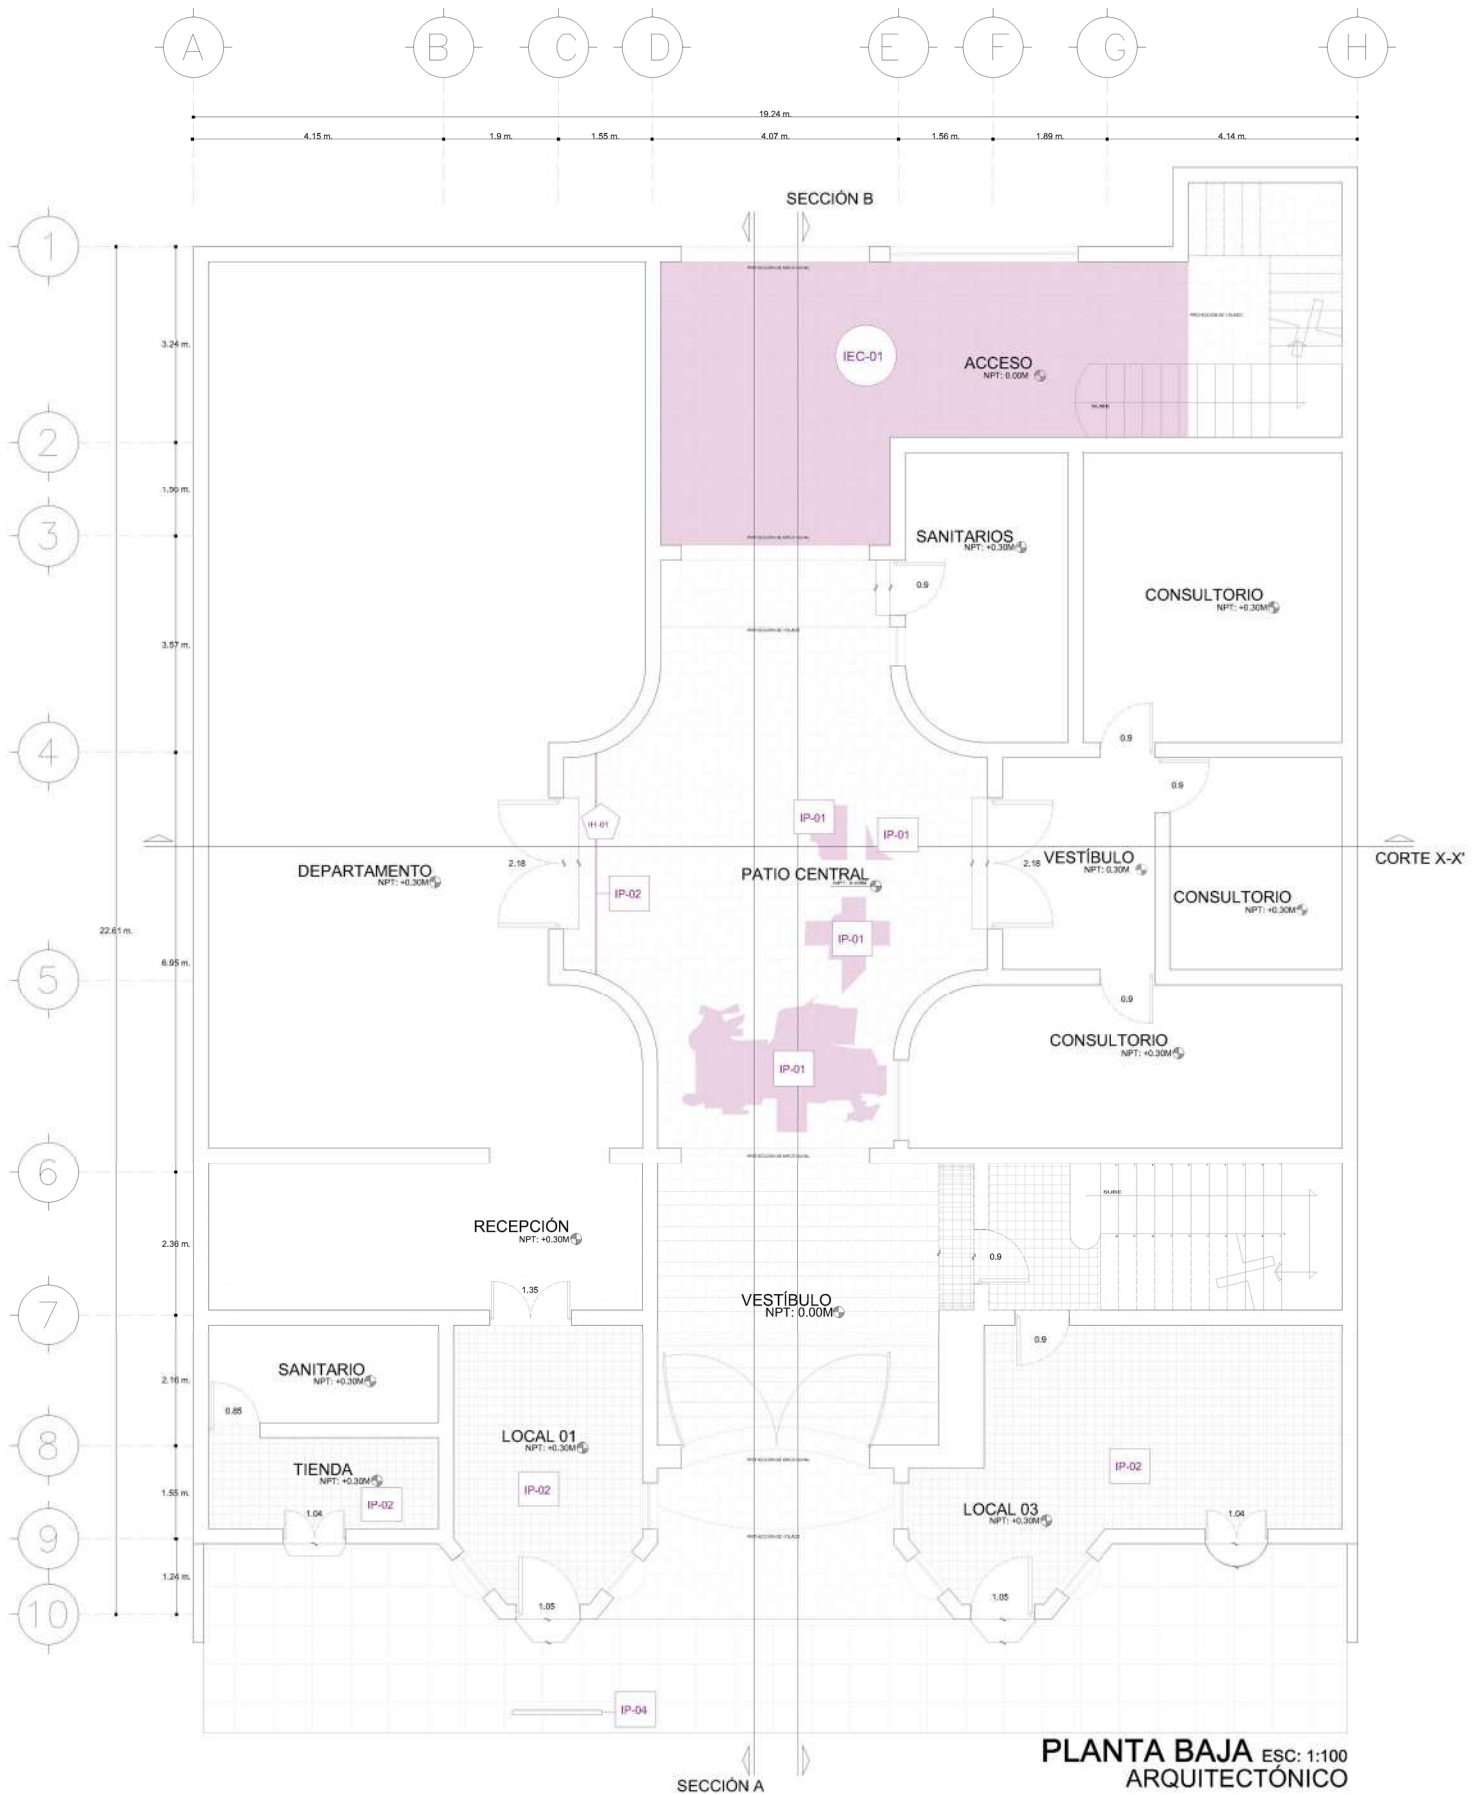 A B C D E F G H
19.24 m.
4.15 m. 1.9 m. 1.55 m. 4.07 m. 1.56 m. 1.89 m. 4.14 m.
SECCIÓN B
1
3.24 m.
IEC-01
ACCESO
NPT: 0.00M
SUBE
2
3
SANITARIOS
NPT: +0.30M
0.9
CONSULTORIO
NPT: +0.30M
3.57 m.
4
0.9
0.9
IH-01
IP-01
IP-01
CORTE X-X'
DEPARTAMENTO
NPT: +0.30M
2.18
IP-02
PATIO CENTRAL
2.18
VESTÍBULO
NPT: 0.30M
CONSULTORIO
NPT: +0.30M
22.61 m.
IP-01
6.95 m.
5
0.9
CONSULTORIO
NPT: +0.30M
IP-01
6
SUBE
RECEPCIÓN
NPT: +0.30M
2.36 m.
0.9
1.35
VESTÍBULO
NPT: 0.00M
7
0.9
SANITARIO
NPT: +0.30M
2.16 m.
0.85
8
LOCAL 01
NPT: +0.30M
TIENDA
NPT: +0.30M
IP-02
IP-02
IP-02
1.55 m.
1.04
LOCAL 03
NPT: +0.30M
1.04
9
1.24 m.
1.05
1.05
10
IP-04
PLANTA BAJA ESC: 1:100
ARQUITECTÓNICO
SECCIÓN A